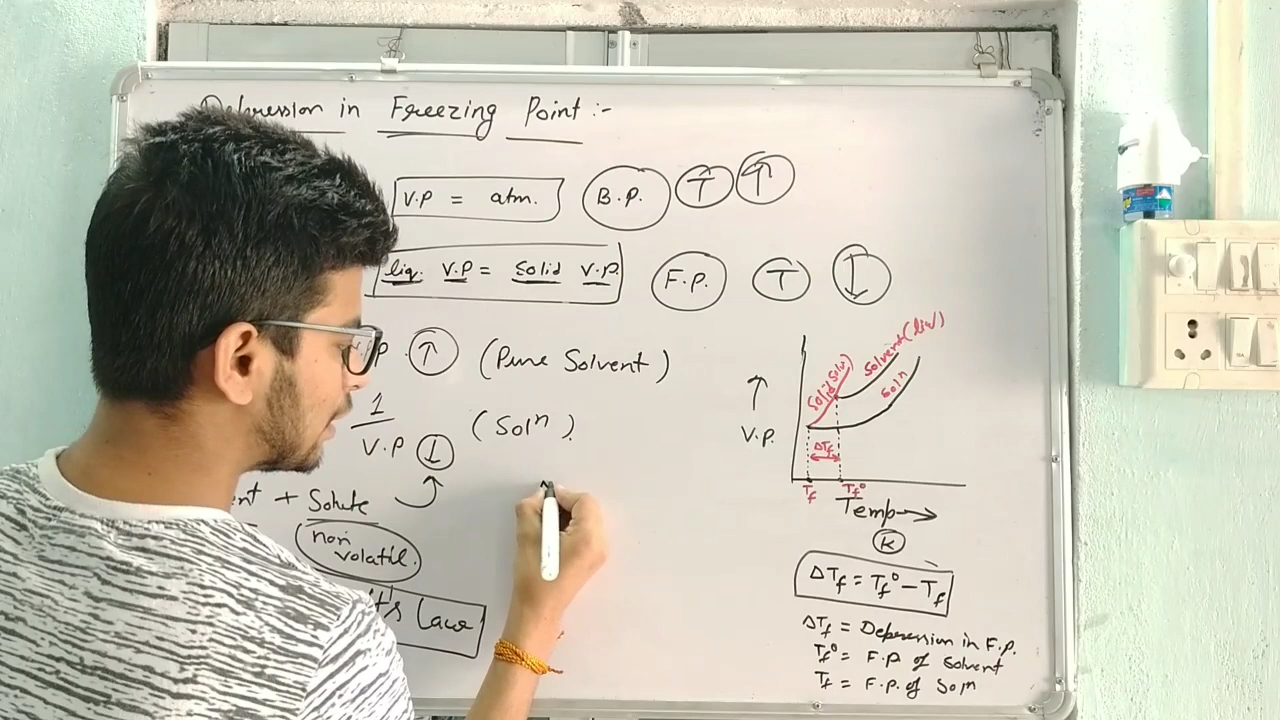 Depression in Freezing Point :-
V.P = atm. B.P. T ↑
liq. V.P = Solid V.P. F.P. T ↓
↑ (Pure Solvent)
1
V.P ↓ (Solⁿ).
+ Solute
non
volatil.
Law
Solid Solv)
Solvent (liq)
Solⁿ
↑
V.P.
ΔTf
Tf Tf°
Temp →
K
ΔTf = Tf° - Tf
ΔTf = Depression in F.P.
Tf° = F.P. of Solvent
Tf = F.P. of Solⁿ